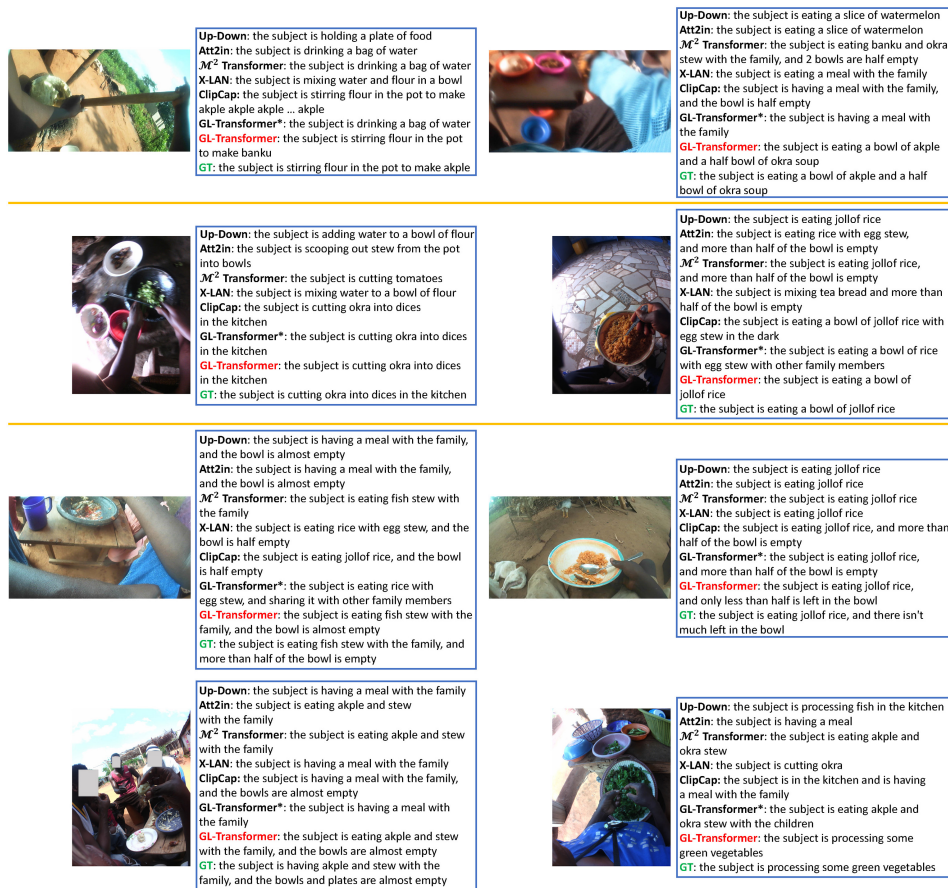 Up-Down: the subject is holding a plate of food
Att2in: the subject is drinking a bag of water
ℳ² Transformer: the subject is drinking a bag of water
X-LAN: the subject is mixing water and flour in a bowl
ClipCap: the subject is stirring flour in the pot to make
akple akple akple ... akple
GL-Transformer*: the subject is drinking a bag of water
GL-Transformer: the subject is stirring flour in the pot
to make banku
GT: the subject is stirring flour in the pot to make akple
Up-Down: the subject is eating a slice of watermelon
Att2in: the subject is eating a slice of watermelon
ℳ² Transformer: the subject is eating banku and okra
stew with the family, and 2 bowls are half empty
X-LAN: the subject is eating a meal with the family
ClipCap: the subject is having a meal with the family,
and the bowl is half empty
GL-Transformer*: the subject is having a meal with
the family
GL-Transformer: the subject is eating a bowl of akple
and a half bowl of okra soup
GT: the subject is eating a bowl of akple and a half
bowl of okra soup
Up-Down: the subject is adding water to a bowl of flour
Att2in: the subject is scooping out stew from the pot
into bowls
ℳ² Transformer: the subject is cutting tomatoes
X-LAN: the subject is mixing water to a bowl of flour
ClipCap: the subject is cutting okra into dices
in the kitchen
GL-Transformer*: the subject is cutting okra into dices
in the kitchen
GL-Transformer: the subject is cutting okra into dices
in the kitchen
GT: the subject is cutting okra into dices in the kitchen
Up-Down: the subject is eating jollof rice
Att2in: the subject is eating rice with egg stew,
and more than half of the bowl is empty
ℳ² Transformer: the subject is eating jollof rice,
and more than half of the bowl is empty
X-LAN: the subject is mixing tea bread and more than
half of the bowl is empty
ClipCap: the subject is eating a bowl of jollof rice with
egg stew in the dark
GL-Transformer*: the subject is eating a bowl of rice
with egg stew with other family members
GL-Transformer: the subject is eating a bowl of
jollof rice
GT: the subject is eating a bowl of jollof rice
Up-Down: the subject is having a meal with the family,
and the bowl is almost empty
Att2in: the subject is having a meal with the family,
and the bowl is almost empty
ℳ² Transformer: the subject is eating fish stew with
the family
X-LAN: the subject is eating rice with egg stew, and the
bowl is half empty
ClipCap: the subject is eating jollof rice, and the bowl
is half empty
GL-Transformer*: the subject is eating rice with
egg stew, and sharing it with other family members
GL-Transformer: the subject is eating fish stew with the
family, and the bowl is almost empty
GT: the subject is eating fish stew with the family, and
more than half of the bowl is empty
Up-Down: the subject is eating jollof rice
Att2in: the subject is eating jollof rice
ℳ² Transformer: the subject is eating jollof rice
X-LAN: the subject is eating jollof rice
ClipCap: the subject is eating jollof rice, and more than
half of the bowl is empty
GL-Transformer*: the subject is eating jollof rice,
and more than half of the bowl is empty
GL-Transformer: the subject is eating jollof rice,
and only less than half is left in the bowl
GT: the subject is eating jollof rice, and there isn't
much left in the bowl
Up-Down: the subject is having a meal with the family
Att2in: the subject is eating akple and stew
with the family
ℳ² Transformer: the subject is eating akple and stew
with the family
X-LAN: the subject is having a meal with the family
ClipCap: the subject is having a meal with the family,
and the bowls are almost empty
GL-Transformer*: the subject is having a meal with
the family
GL-Transformer: the subject is eating akple and stew
with the family, and the bowls are almost empty
GT: the subject is having akple and stew with the
family, and the bowls and plates are almost empty
Up-Down: the subject is processing fish in the kitchen
Att2in: the subject is having a meal
ℳ² Transformer: the subject is eating akple and
okra stew
X-LAN: the subject is cutting okra
ClipCap: the subject is in the kitchen and is having
a meal with the family
GL-Transformer*: the subject is eating akple and
okra stew with the children
GL-Transformer: the subject is processing some
green vegetables
GT: the subject is processing some green vegetables